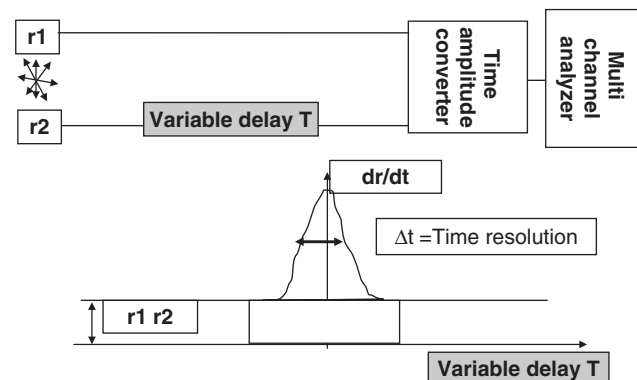 r1
Time
amplitude
converter
Multi
channel
analyzer
r2
Variable delay T
dr/dt
Δt =Time resolution
r1 r2
Variable delay T